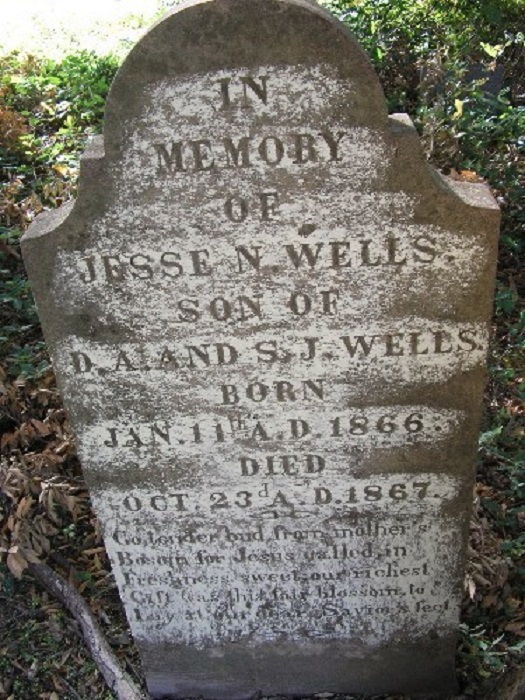 IN
MEMORY
OF
JESSE N. WELLS.
SON OF
D. A. AND S. J. WELLS.
BORN
JAN. 11TH A. D. 1866.
DIED
OCT. 23d A. D. 1867.
Go tender bud from mother's
Bosom for Jesus called, in
Freshness sweet, our richest
Gift was this fair blossom, to
Lay at our dear Savior's feet